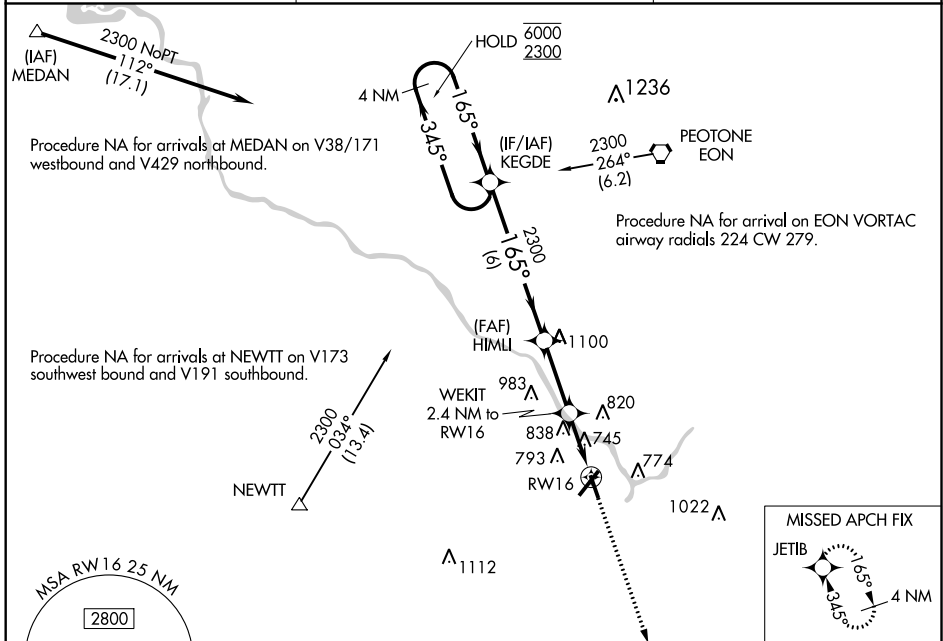 2300 NoPT
112°
(17.1)
(IAF)
MEDAN
Procedure NA for arrivals at MEDAN on V38/171
westbound and V429 northbound.
HOLD 6000
2300
4 NM
165°
345°
(IF/IAF)
KEGDE
1236
2300
264°
(6.2)
PEOTONE
EON
Procedure NA for arrival on EON VORTAC
airway radials 224 CW 279.
2300
165°
(6)
(FAF)
HIMLI
1100
Procedure NA for arrivals at NEWTT on V173
southwest bound and V191 southbound.
2300
034°
(13.4)
NEWTT
983
WEKIT
2.4 NM to
RW16
820
838
745
793
774
RW16
1022
1112
MSA RW16 25 NM
2800
MISSED APCH FIX
JETIB
165°
345°
4 NM